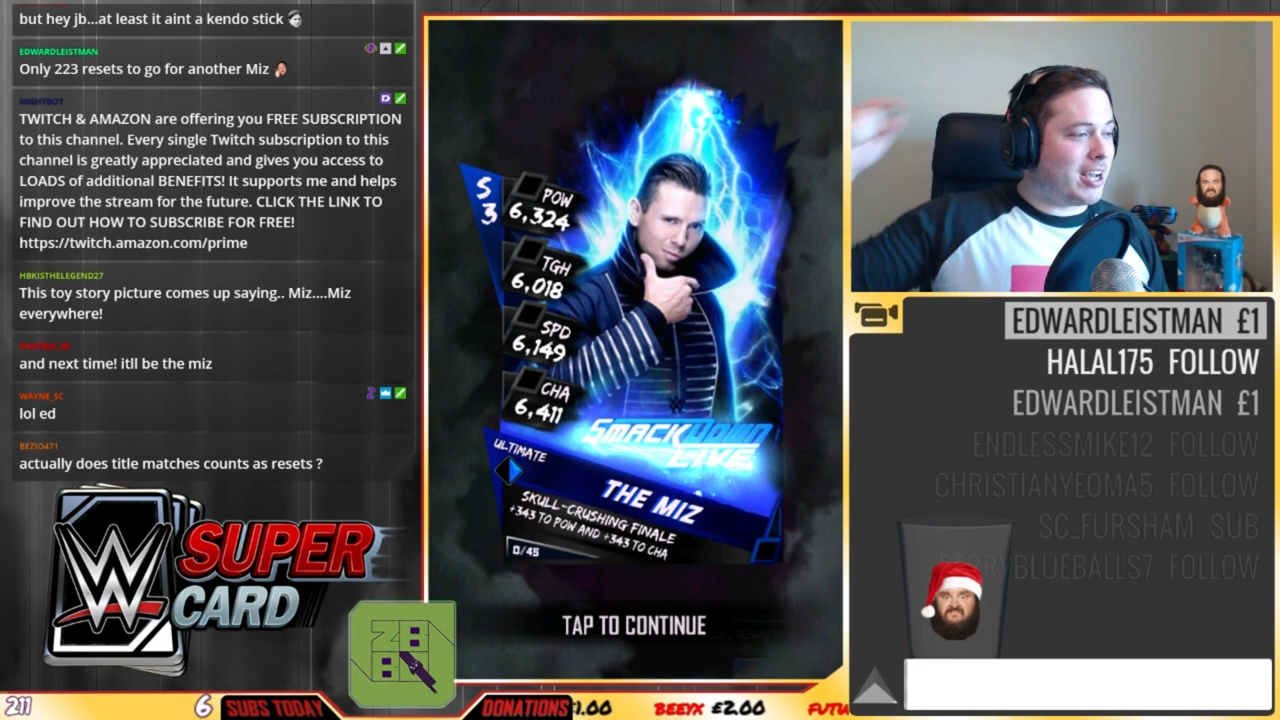 but hey jb...at least it aint a kendo stick
EDWARDLEISTMAN
Only 223 resets to go for another Miz
NIGHTBOT
TWITCH & AMAZON are offering you FREE SUBSCRIPTION
to this channel. Every single Twitch subscription to this
channel is greatly appreciated and gives you access to
LOADS of additional BENEFITS! It supports me and helps
improve the stream for the future. CLICK THE LINK TO
FIND OUT HOW TO SUBSCRIBE FOR FREE!
https://twitch.amazon.com/prime
HBKISTHELEGEND27
This toy story picture comes up saying.. Miz....Miz
everywhere!
and next time! itll be the miz
WAYNE_SC
lol ed
BEZIO471
actually does title matches counts as resets ?
W
SUPER
CARD
S
3
POW
6,324
TGH
6,018
SPD
6,149
CHA
6,411
SMACKDOWN
LIVE
ULTIMATE
THE MIZ
SKULL-CRUSHING FINALE
+343 TO POW AND +343 TO CHA
0/45
TAP TO CONTINUE
EDWARDLEISTMAN £1
HALAL175 FOLLOW
EDWARDLEISTMAN £1
ENDLESSMIKE12 FOLLOW
CHRISTIANYEOMA5 FOLLOW
SC_FURSHAM SUB
BLUEBALLS7 FOLLOW
211
6 SUBS TODAY
DONATIONS £1.00 BEEYX £2.00